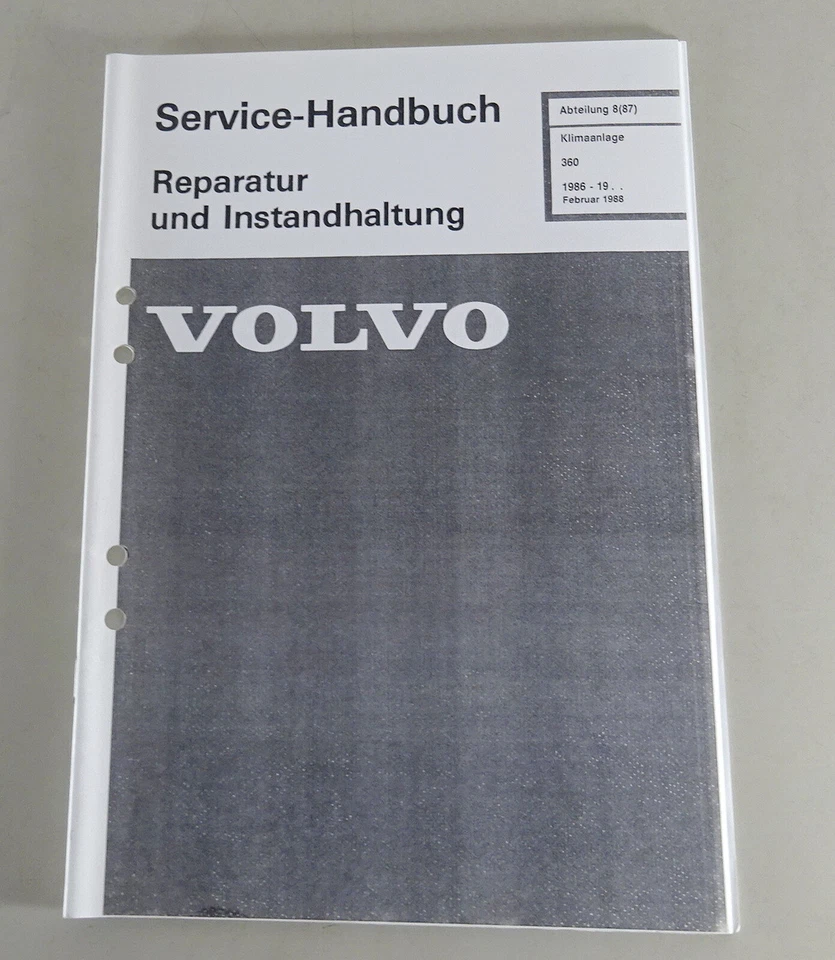 Service-Handbuch
Reparatur
und Instandhaltung
Abteilung 8(87)
Klimaanlage
360
1986 - 19 . .
Februar 1988
VOLVO